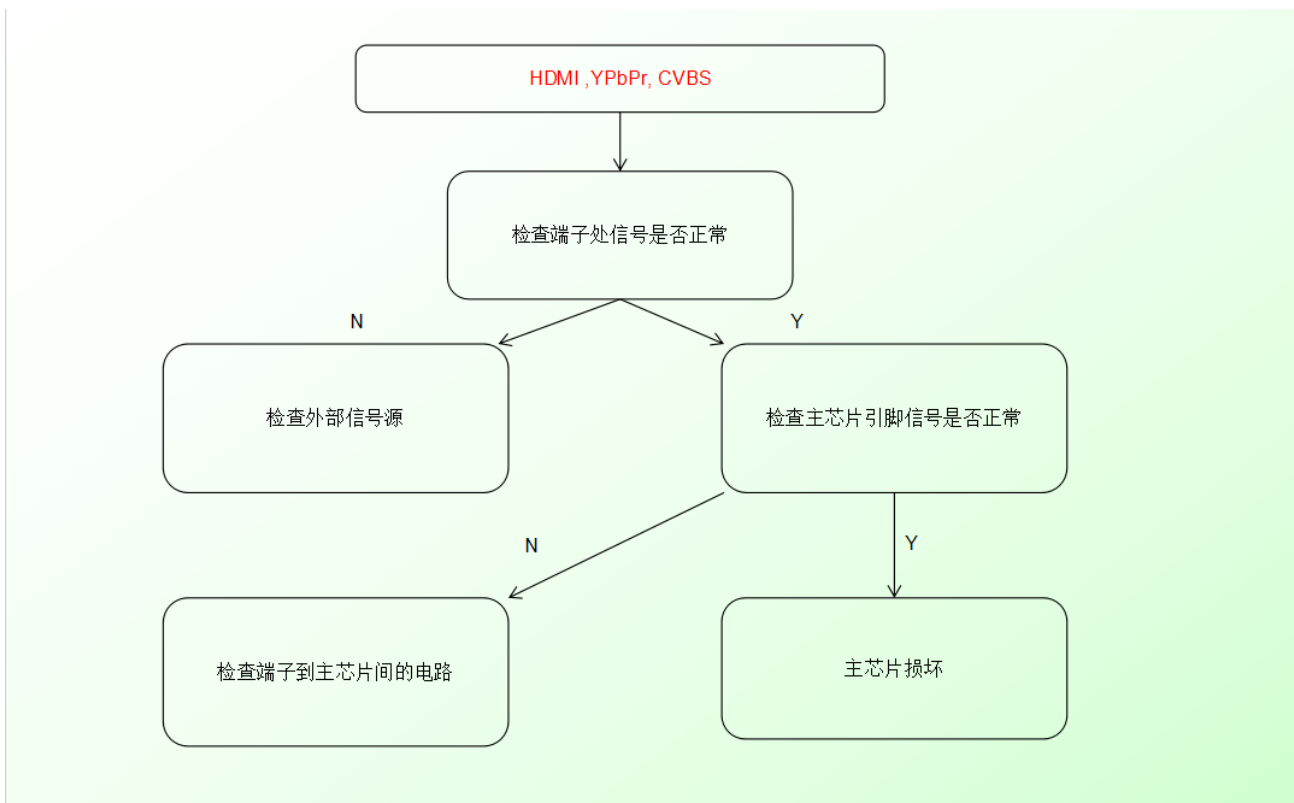 HDMI ,YPbPr, CVBS
检查端子处信号是否正常
N
Y
检查外部信号源
检查主芯片引脚信号是否正常
N
Y
检查端子到主芯片间的电路
主芯片损坏